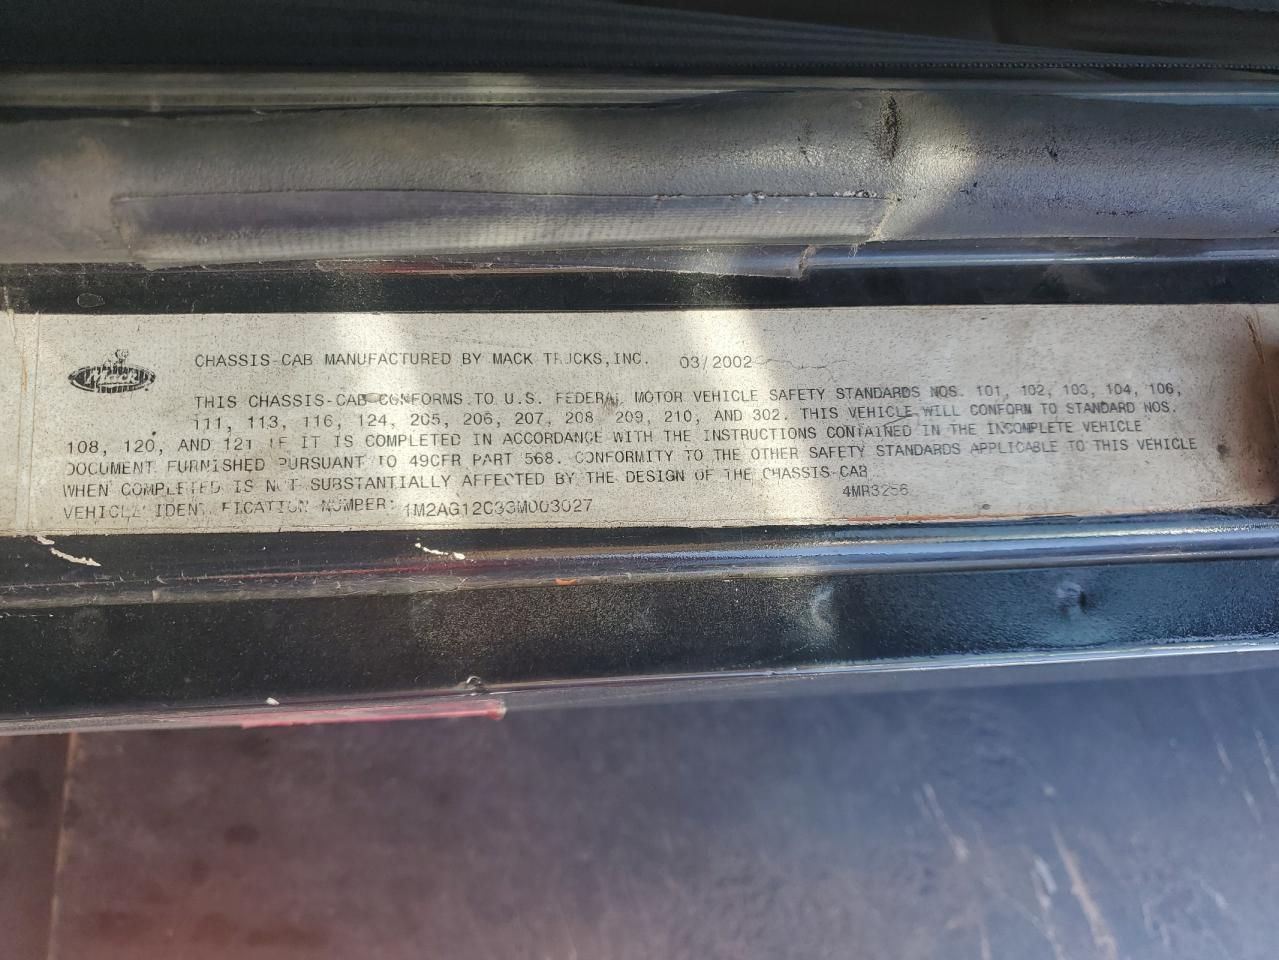 Mack
CHASSIS-CAB MANUFACTURED BY MACK TRUCKS,INC. 03/2002
THIS CHASSIS-CAB CONFORMS TO U.S. FEDERAL MOTOR VEHICLE SAFETY STANDARDS NOS. 101, 102, 103, 104, 106,
111, 113, 116, 124, 205, 206, 207, 208, 209, 210, AND 302. THIS VEHICLE WILL CONFORM TO STANDARD NOS.
108, 120, AND 121 IF IT IS COMPLETED IN ACCORDANCE WITH THE INSTRUCTIONS CONTAINED IN THE INCOMPLETE VEHICLE
DOCUMENT FURNISHED PURSUANT TO 49CFR PART 568. CONFORMITY TO THE OTHER SAFETY STANDARDS APPLICABLE TO THIS VEHICLE
WHEN COMPLETED IS NOT SUBSTANTIALLY AFFECTED BY THE DESIGN OF THE CHASSIS-CAB
VEHICLE IDENTIFICATION NUMBER: 1M2AG12C33M003027 4MR3256